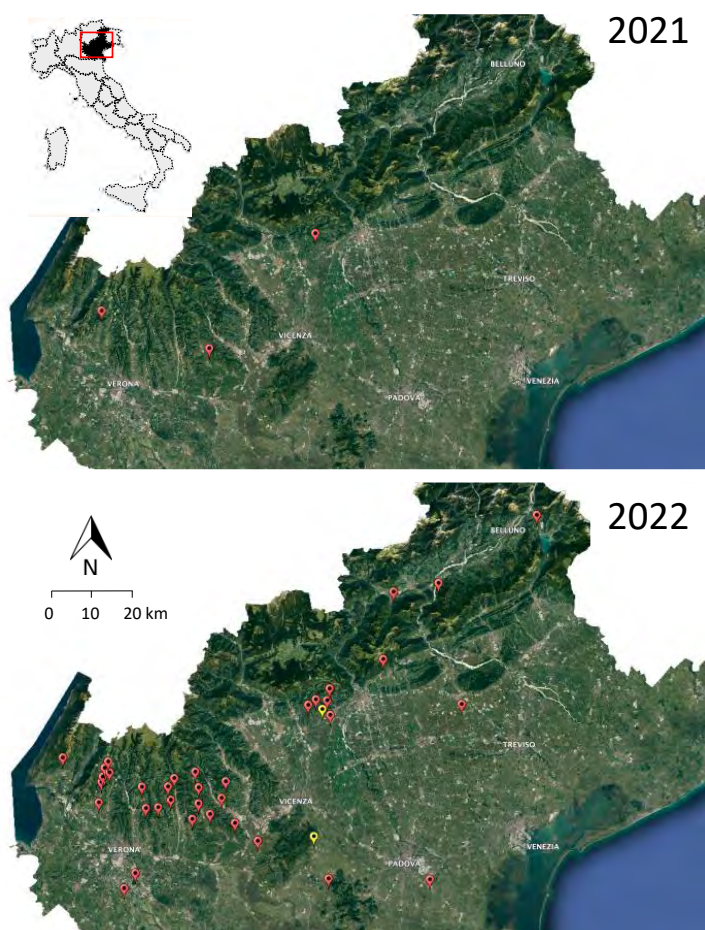 2021
BELLUNO
TREVISO
VICENZA
VERONA
VENEZIA
PADOVA
2022
BELLUNO
N
0 10 20 km
TREVISO
VICENZA
VERONA
VENEZIA
PADOVA